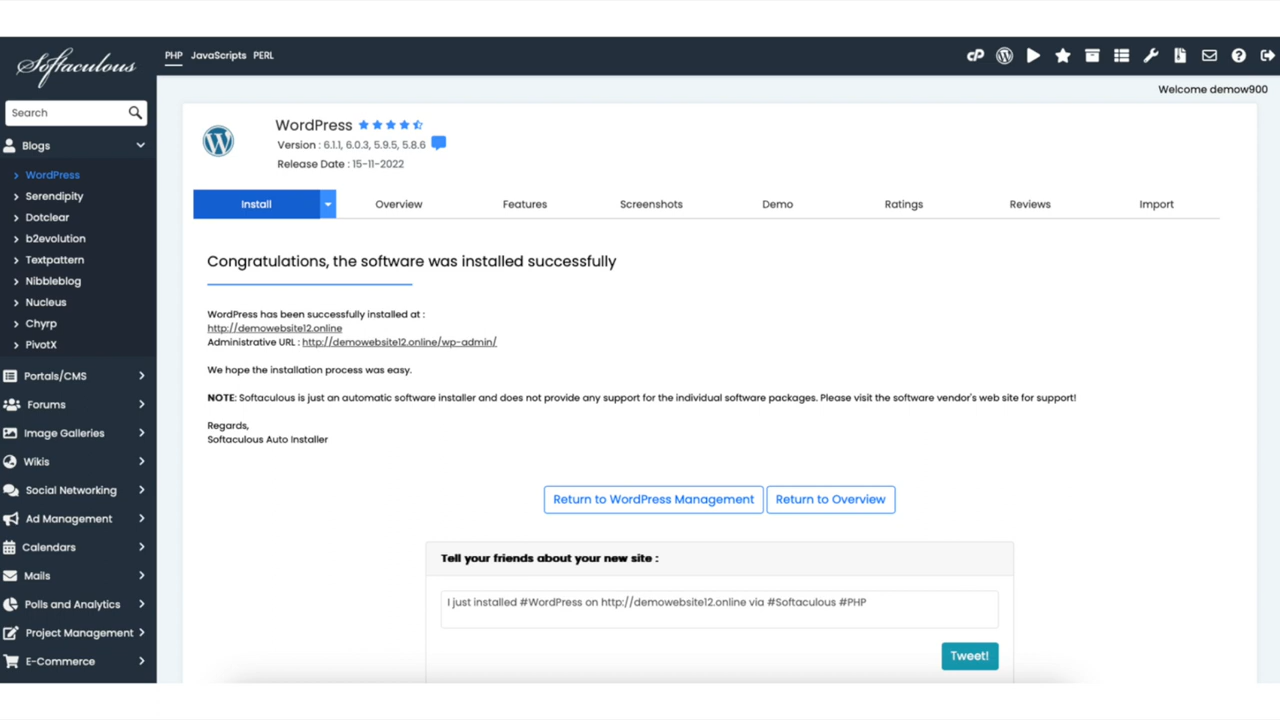 Softaculous
PHP JavaScripts PERL
Welcome demow900
Search
Blogs
WordPress
Serendipity
Dotclear
b2evolution
Textpattern
Nibbleblog
Nucleus
Chyrp
PivotX
Portals/CMS
Forums
Image Galleries
Wikis
Social Networking
Ad Management
Calendars
Mails
Polls and Analytics
Project Management
E-Commerce
WordPress
Version : 6.1.1, 6.0.3, 5.9.5, 5.8.6
Release Date : 15-11-2022
Install Overview Features Screenshots Demo Ratings Reviews Import
Congratulations, the software was installed successfully
WordPress has been successfully installed at :
http://demowebsite12.online
Administrative URL : http://demowebsite12.online/wp-admin/
We hope the installation process was easy.
NOTE: Softaculous is just an automatic software installer and does not provide any support for the individual software packages. Please visit the software vendor's web site for support!
Regards,
Softaculous Auto Installer
Return to WordPress Management Return to Overview
Tell your friends about your new site :
I just installed #WordPress on http://demowebsite12.online via #Softaculous #PHP
Tweet!